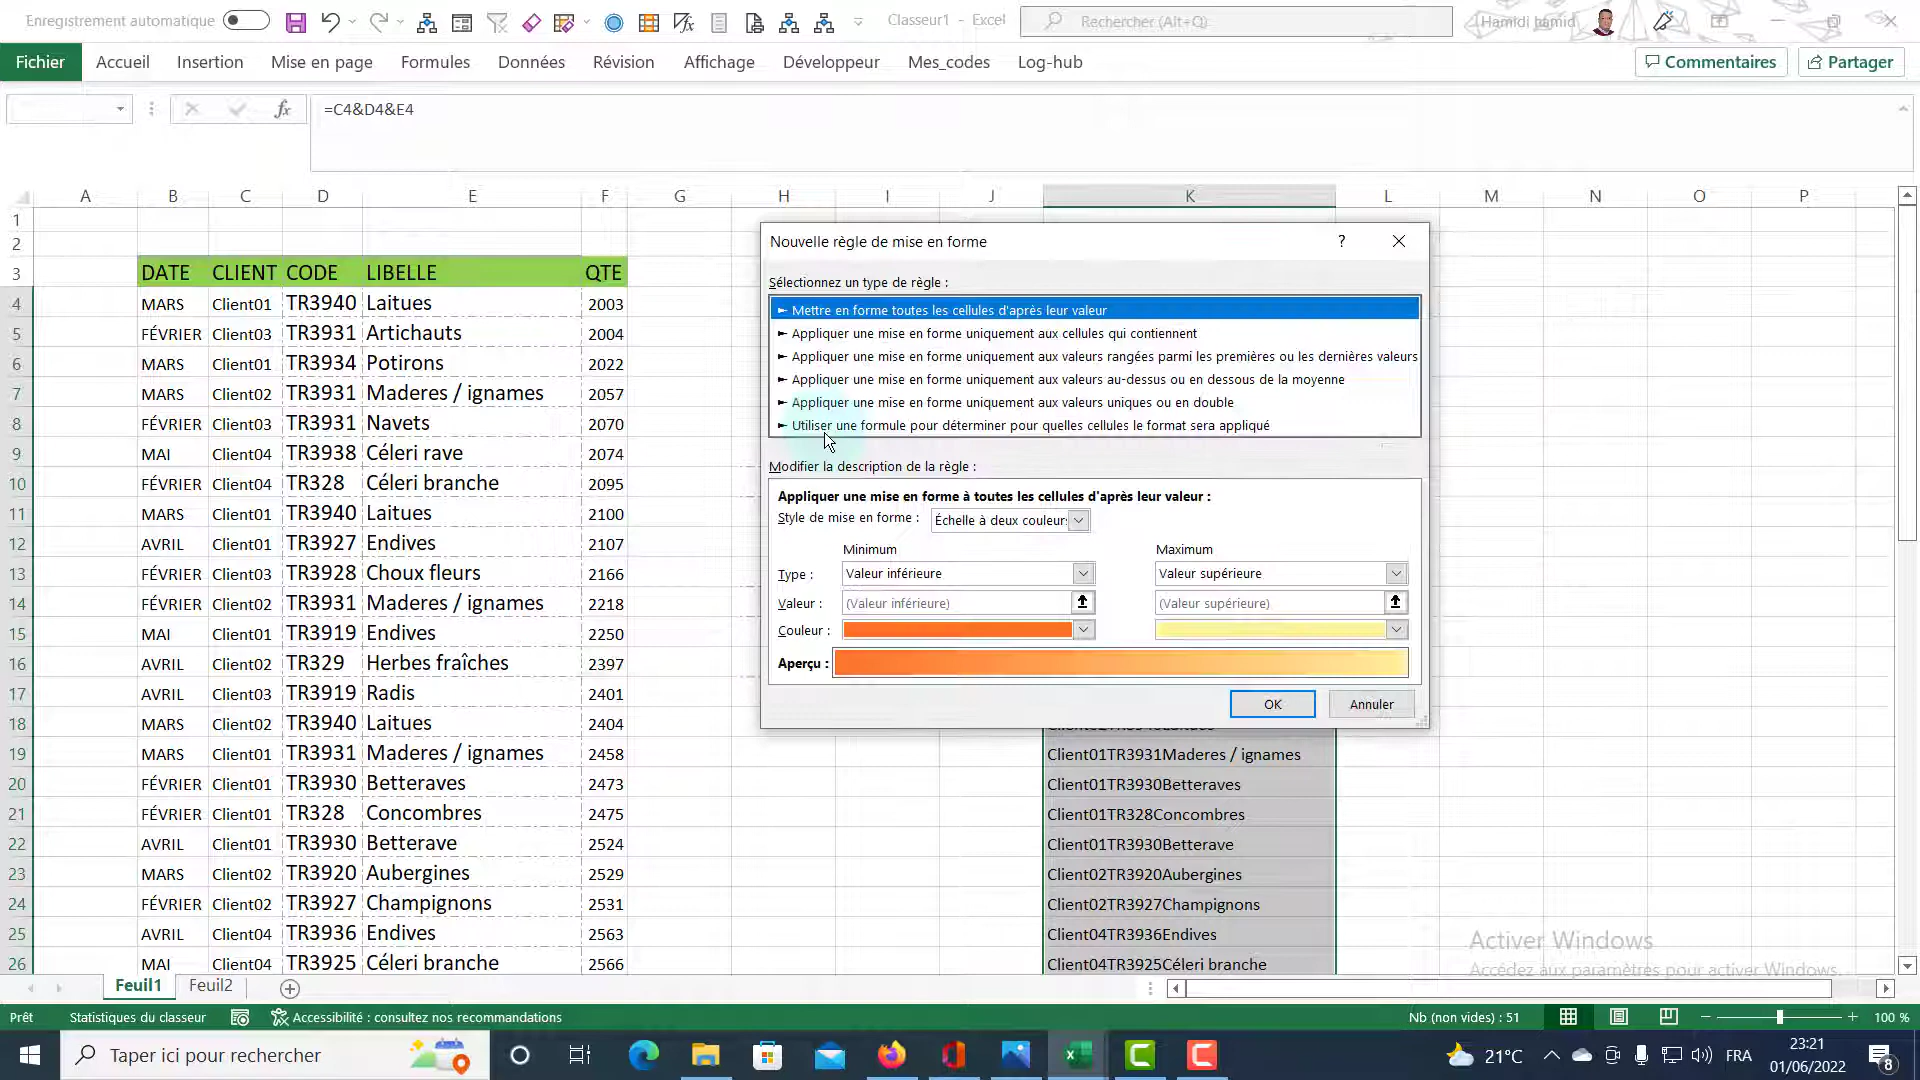 Enregistrement automatique
Classeur1 - Excel
Rechercher (Alt+Q)
Hamidi hamid
Fichier Accueil Insertion Mise en page Formules Données Révision Affichage Développeur Mes_codes Log-hub
Commentaires
Partager
fx
=C4&D4&E4
A B C D E F G H I J K L M N O P
1
2
3 DATE CLIENT CODE LIBELLE QTE
4 MARS Client01 TR3940 Laitues 2003
5 FÉVRIER Client03 TR3931 Artichauts 2004
6 MARS Client01 TR3934 Potirons 2022
7 MARS Client02 TR3931 Maderes / ignames 2057
8 FÉVRIER Client03 TR3931 Navets 2070
9 MAI Client04 TR3938 Céleri rave 2074
10 FÉVRIER Client04 TR328 Céleri branche 2095
11 MARS Client01 TR3940 Laitues 2100
12 AVRIL Client01 TR3927 Endives 2107
13 FÉVRIER Client03 TR3928 Choux fleurs 2166
14 FÉVRIER Client02 TR3931 Maderes / ignames 2218
15 MAI Client04 TR3919 Endives 2250
16 AVRIL Client02 TR329 Herbes fraîches 2397
17 AVRIL Client03 TR3919 Radis 2401
18 MARS Client02 TR3940 Laitues 2404
19 MARS Client01 TR3931 Maderes / ignames 2458 Client01TR3931Maderes / ignames
20 FÉVRIER Client01 TR3930 Betteraves 2473 Client01TR3930Betteraves
21 FÉVRIER Client01 TR328 Concombres 2475 Client01TR328Concombres
22 AVRIL Client01 TR3930 Betterave 2524 Client01TR3930Betterave
23 MARS Client02 TR3920 Aubergines 2529 Client02TR3920Aubergines
24 FÉVRIER Client02 TR3927 Champignons 2531 Client02TR3927Champignons
25 AVRIL Client04 TR3936 Endives 2563 Client04TR3936Endives
26 MAI Client04 TR3925 Céleri branche 2566 Client04TR3925Céleri branche
Nouvelle règle de mise en forme ?
Sélectionnez un type de règle :
► Mettre en forme toutes les cellules d'après leur valeur
► Appliquer une mise en forme uniquement aux cellules qui contiennent
► Appliquer une mise en forme uniquement aux valeurs rangées parmi les premières ou les dernières valeurs
► Appliquer une mise en forme uniquement aux valeurs au-dessus ou en dessous de la moyenne
► Appliquer une mise en forme uniquement aux valeurs uniques ou en double
► Utiliser une formule pour déterminer pour quelles cellules le format sera appliqué
Modifier la description de la règle :
Appliquer une mise en forme à toutes les cellules d'après leur valeur :
Style de mise en forme : Échelle à deux couleurs
Minimum Maximum
Type : Valeur inférieure Valeur supérieure
Valeur : (Valeur inférieure) (Valeur supérieure)
Couleur :
Aperçu :
OK Annuler
Activer Windows
Accédez aux paramètres pour activer Windows.
Feuil1 Feuil2
Prêt Statistiques du classeur Accessibilité : consultez nos recommandations Nb (non vides) : 51 100 %
Taper ici pour rechercher
21°C FRA
23:21
01/06/2022
8